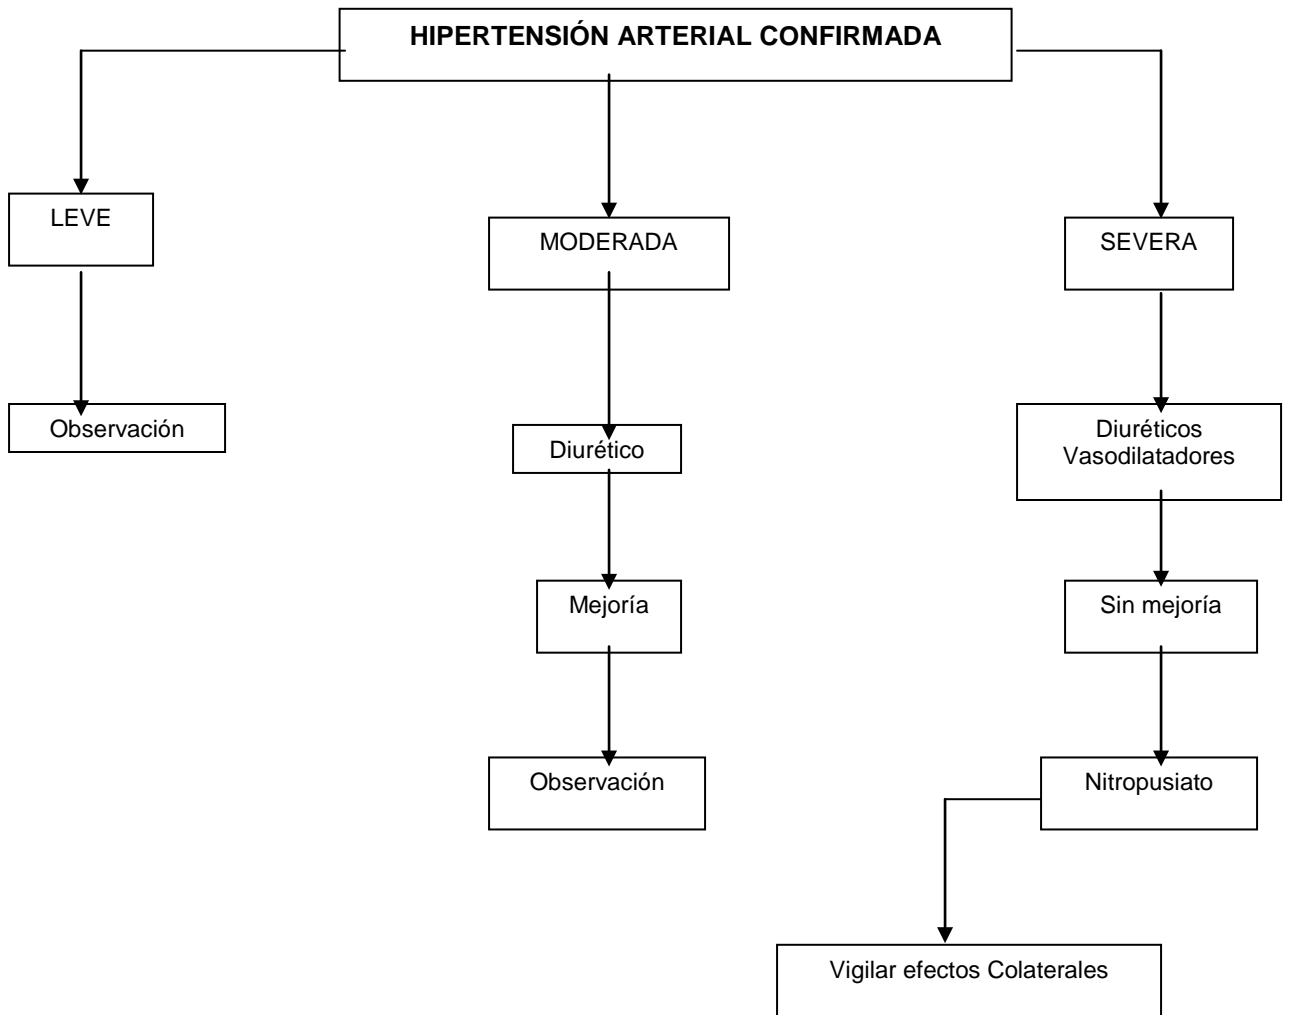 HIPERTENSIÓN ARTERIAL CONFIRMADA
LEVE
MODERADA
SEVERA
Observación
Diurético
Diuréticos
Vasodilatadores
Mejoría
Sin mejoría
Observación
Nitropusiato
Vigilar efectos Colaterales